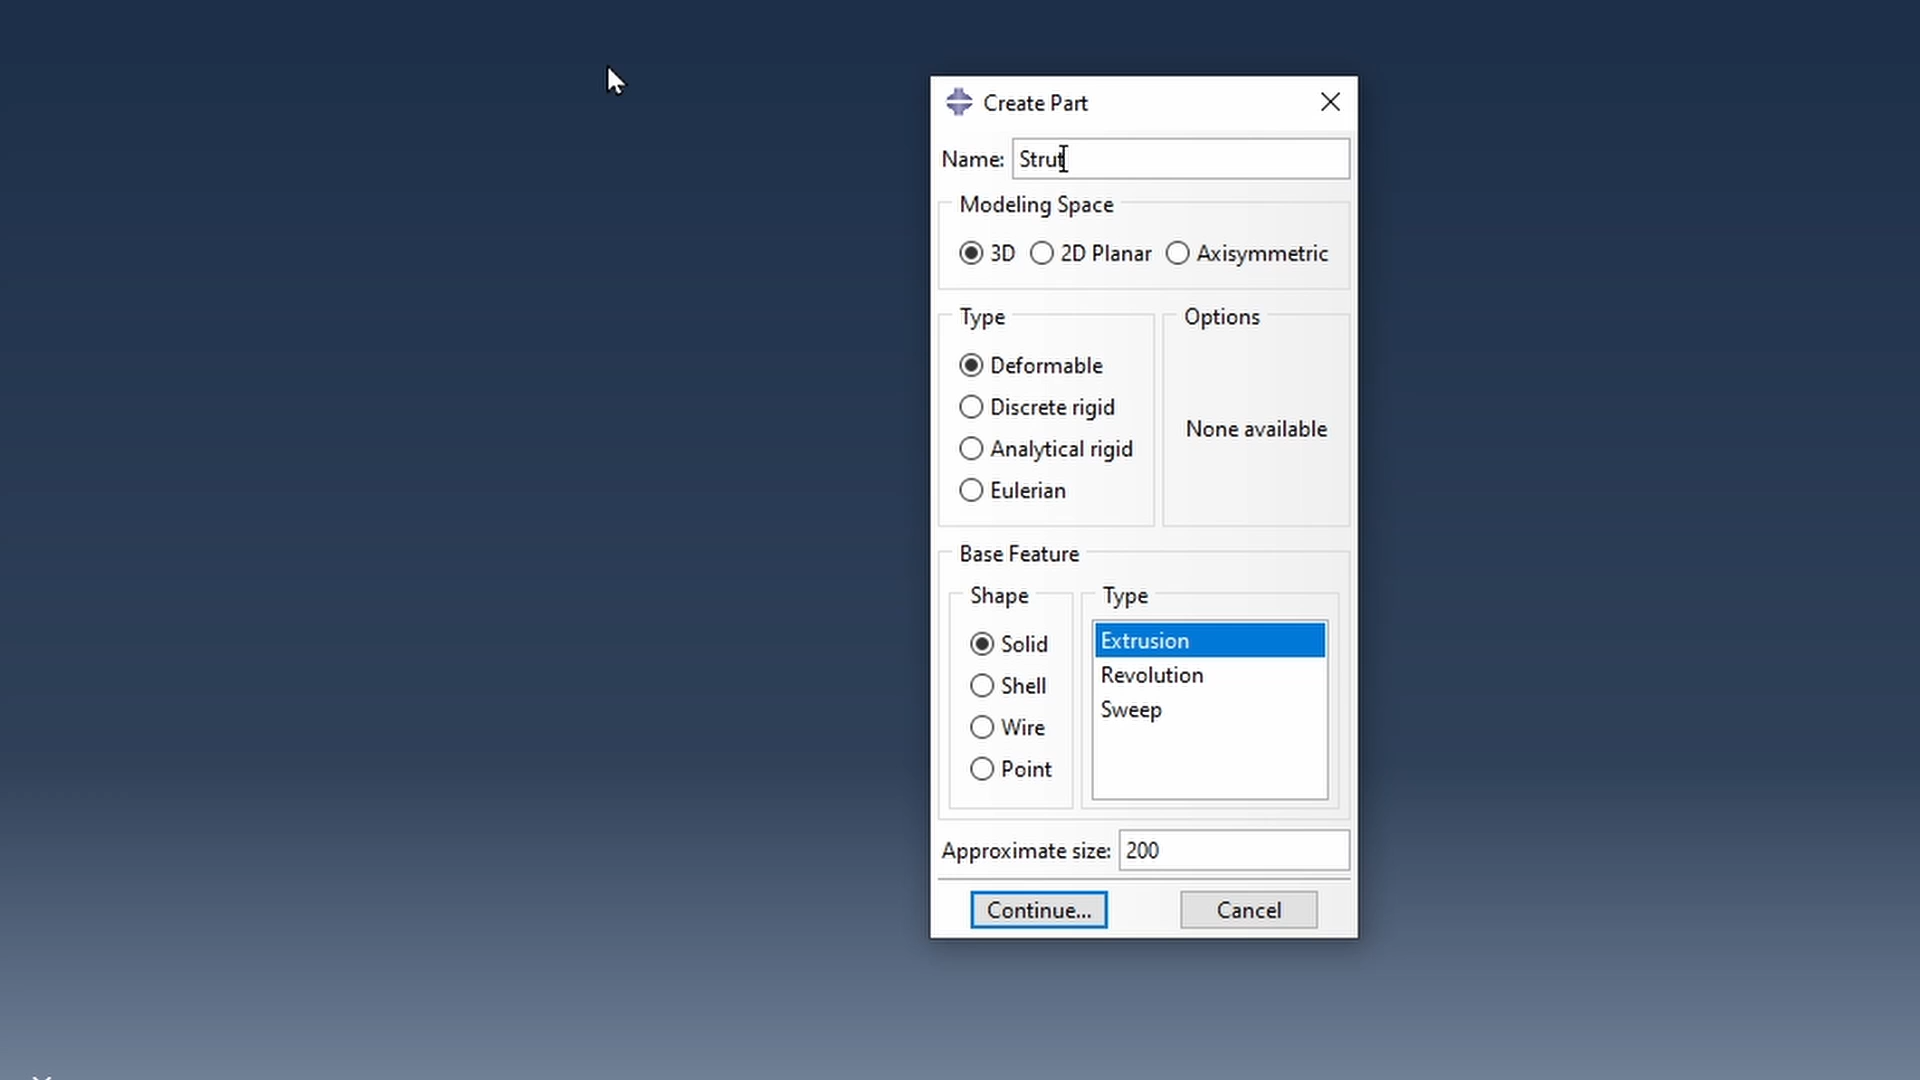 Create Part
Name: Strut
Modeling Space
3D 2D Planar Axisymmetric
Type
Deformable
Discrete rigid
Analytical rigid
Eulerian
Options
None available
Base Feature
Shape
Solid
Shell
Wire
Point
Type
Extrusion
Revolution
Sweep
Approximate size: 200
Continue... Cancel